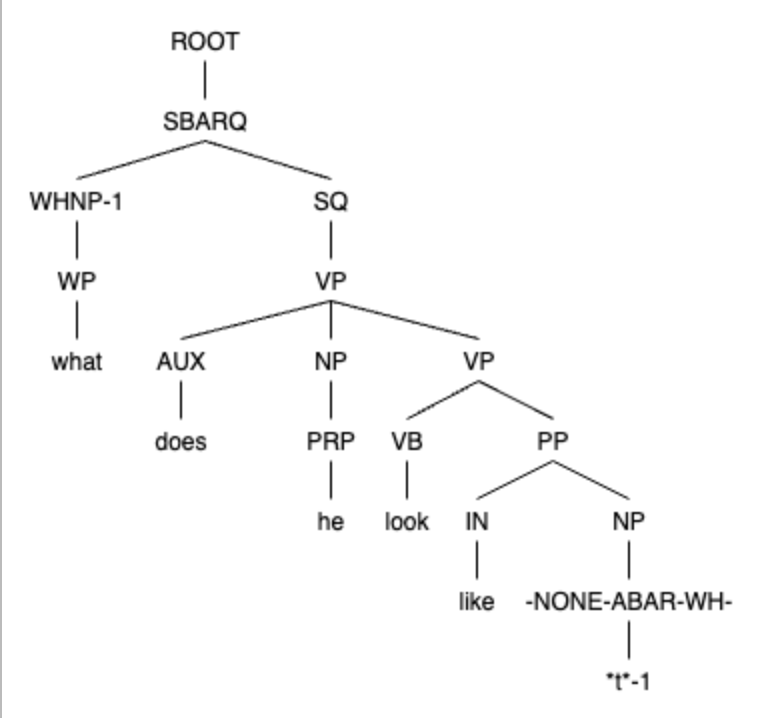 ROOT
SBARQ
WHNP-1 SQ
WP VP
what AUX NP VP
does PRP VB PP
he look IN NP
like -NONE-ABAR-WH-
*t*-1